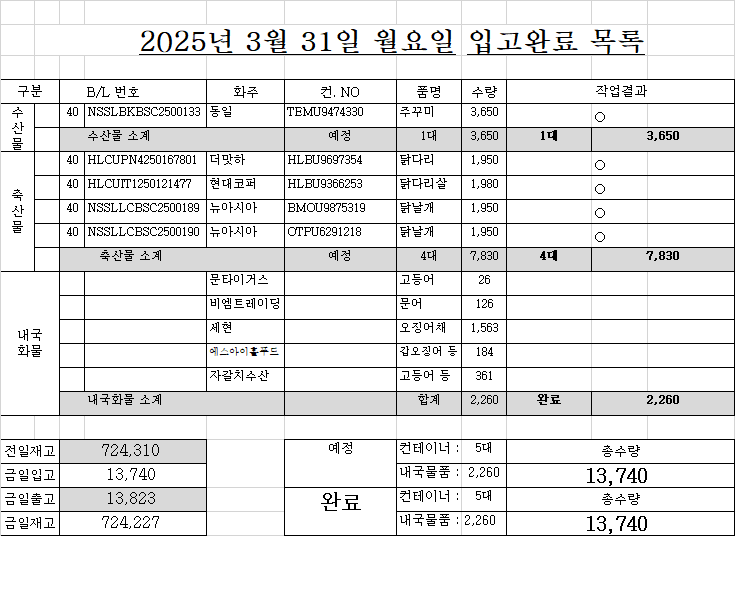 2025년 3월 31일 월요일 입고완료 목록
구분 B/L 번호 화주 컨. NO 품명 수량 작업결과
수산물
40 NSSLBKBSC2500133 동일 TEMU9474330 주꾸미 3,650 ○
수산물 소계 예정 1대 3,650 1대 3,650
축산물
40 HLCUPN4250167801 더맛하 HLBU9697354 닭다리 1,950 ○
40 HLCUIT1250121477 현대코퍼 HLBU9366253 닭다리살 1,980 ○
40 NSSLLCBSC2500189 뉴아시아 BMOU9875319 닭날개 1,950 ○
40 NSSLLCBSC2500190 뉴아시아 OTPU6291218 닭날개 1,950 ○
축산물 소계 예정 4대 7,830 4대 7,830
내국
화물
문타이거스 고등어 26
비엠트레이딩 문어 126
세현 오징어채 1,563
에스아이홀푸드 갑오징어 등 184
자갈치수산 고등어 등 361
내국화물 소계 합계 2,260 완료 2,260
전일재고 724,310 예정 컨테이너 : 5대 총수량
금일입고 13,740 내국물품 : 2,260 13,740
금일출고 13,823 완료 컨테이너 : 5대 총수량
금일재고 724,227 내국물품 : 2,260 13,740